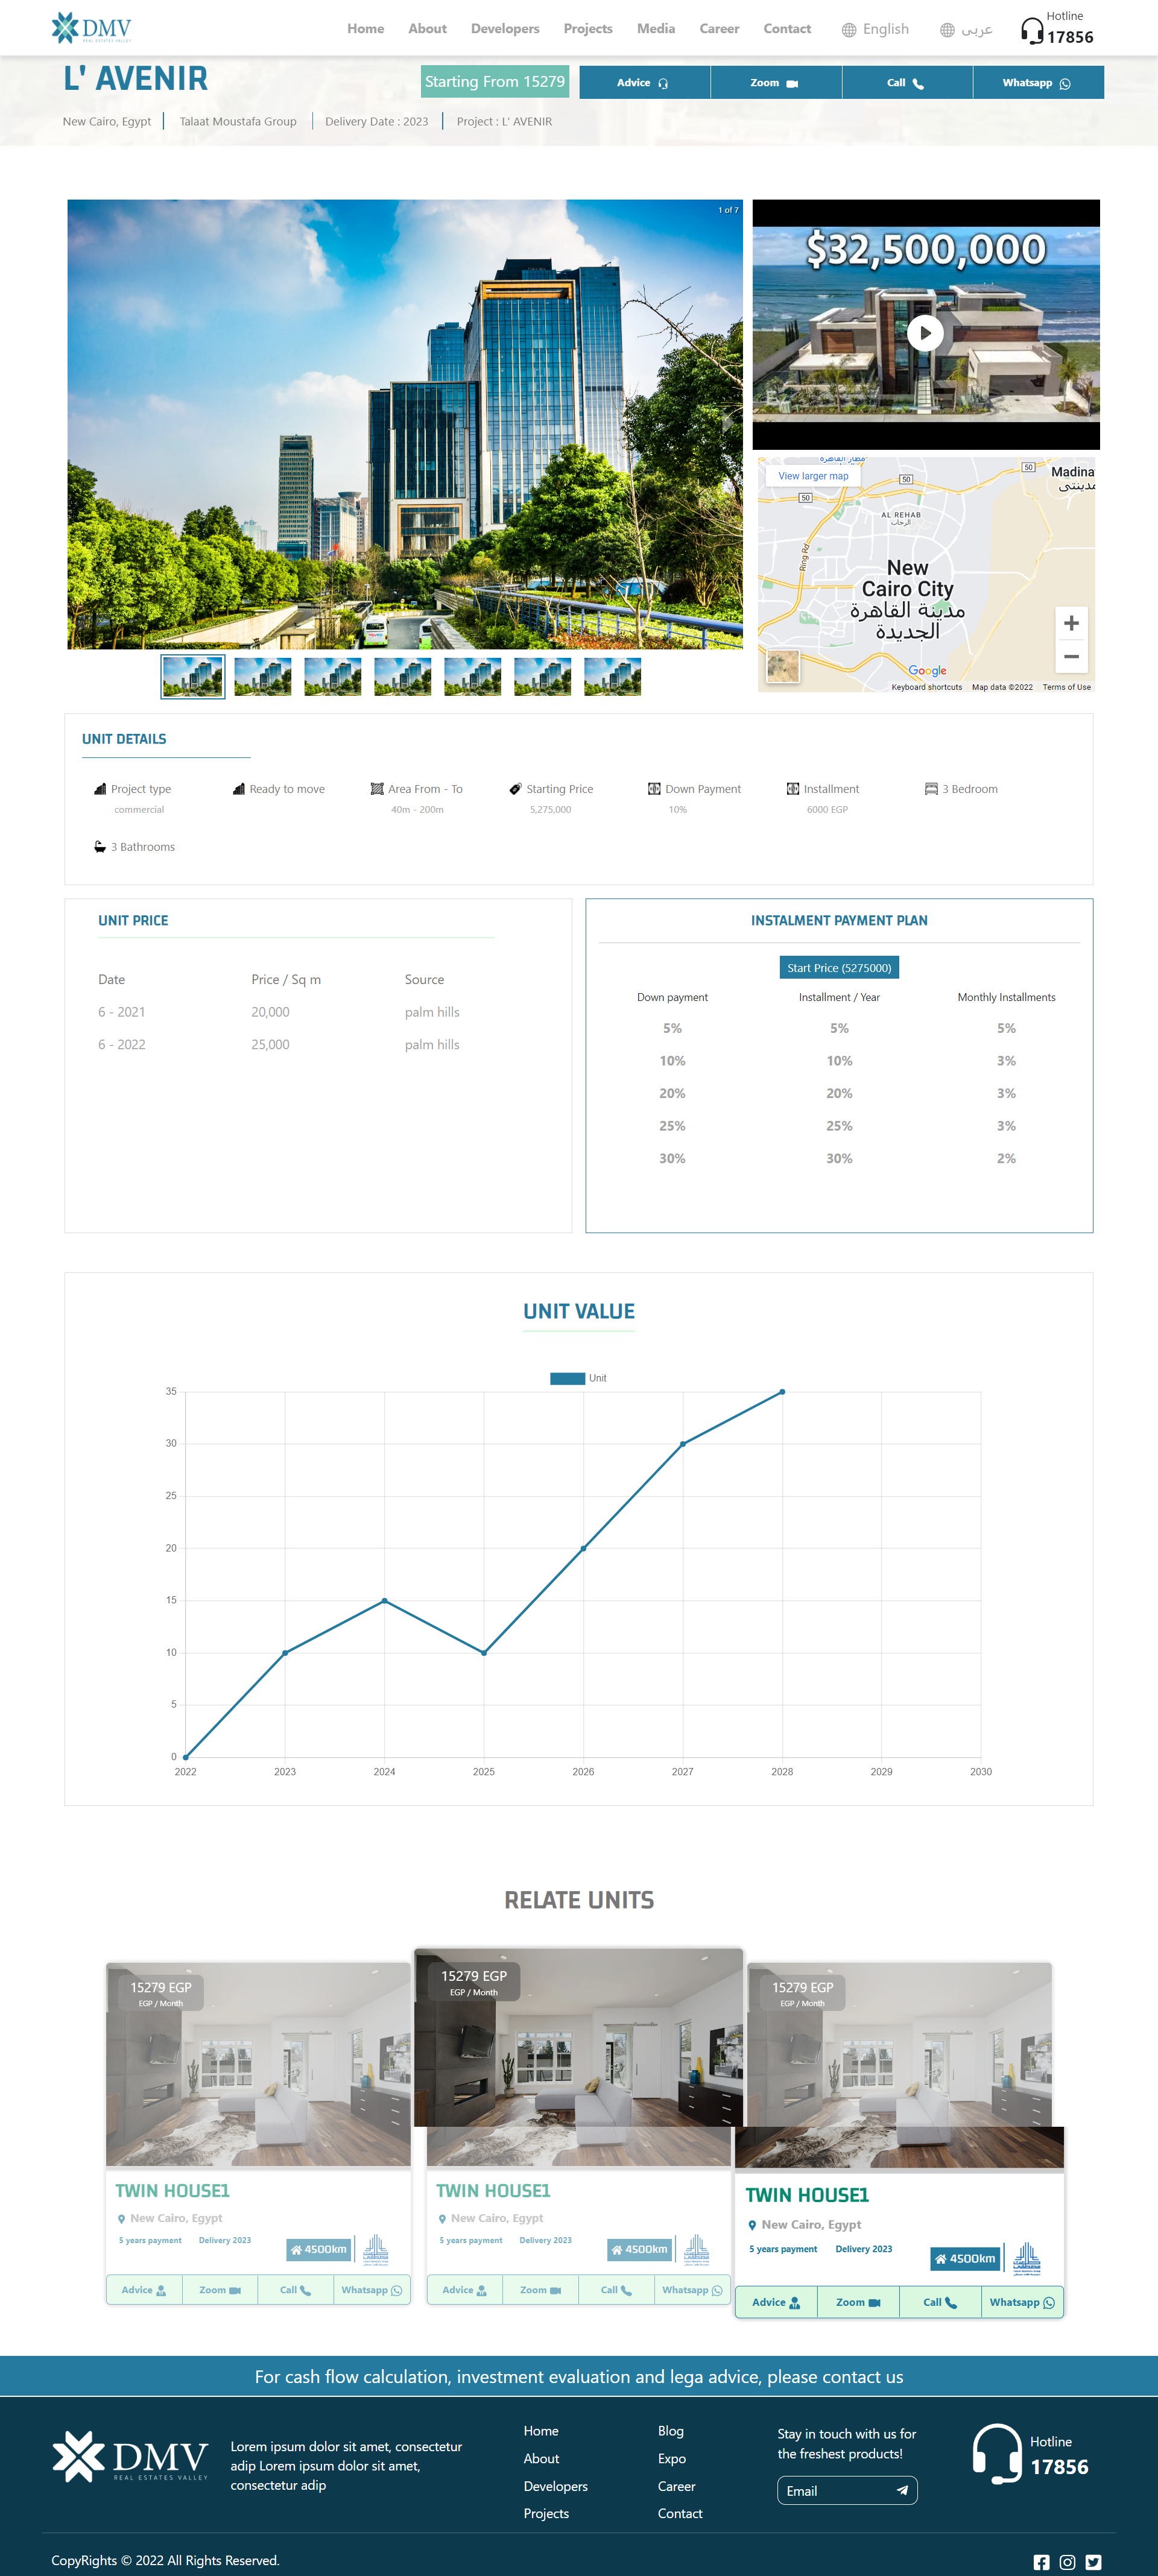 DMV
REAL ESTATES VALLEY
Home About Developers Projects Media Career Contact English عربى
Hotline
17856
L' AVENIR
Starting From 15279
Advice Zoom Call Whatsapp
New Cairo, Egypt Talaat Moustafa Group Delivery Date : 2023 Project : L' AVENIR
1 of 7
$32,500,000
مطار القاهرة
View larger map
50
50
50
Madina
مدينتي
AL REHAB
الرحاب
Ring Rd
New
Cairo City
مدينة القاهرة
الجديدة
Google
Keyboard shortcuts Map data ©2022 Terms of Use
UNIT DETAILS
Project type Ready to move Area From - To Starting Price Down Payment Installment 3 Bedroom
commercial 40m - 200m 5,275,000 10% 6000 EGP
3 Bathrooms
UNIT PRICE
Date Price / Sq m Source
6 - 2021 20,000 palm hills
6 - 2022 25,000 palm hills
INSTALMENT PAYMENT PLAN
Start Price (5275000)
Down payment Installment / Year Monthly Installments
5% 5% 5%
10% 10% 3%
20% 20% 3%
25% 25% 3%
30% 30% 2%
UNIT VALUE
Unit
35
30
25
20
15
10
5
0
2022 2023 2024 2025 2026 2027 2028 2029 2030
RELATE UNITS
15279 EGP
EGP / Month
15279 EGP
EGP / Month
15279 EGP
EGP / Month
TWIN HOUSE1
New Cairo, Egypt
5 years payment Delivery 2023
4500km
Advice Zoom Call Whatsapp
TWIN HOUSE1
New Cairo, Egypt
5 years payment Delivery 2023
4500km
Advice Zoom Call Whatsapp
TWIN HOUSE1
New Cairo, Egypt
5 years payment Delivery 2023
4500km
Advice Zoom Call Whatsapp
For cash flow calculation, investment evaluation and lega advice, please contact us
DMV
REAL ESTATES VALLEY
Lorem ipsum dolor sit amet, consectetur
adip Lorem ipsum dolor sit amet,
consectetur adip
Home
About
Developers
Projects
Blog
Expo
Career
Contact
Stay in touch with us for
the freshest products!
Email
Hotline
17856
CopyRights © 2022 All Rights Reserved.